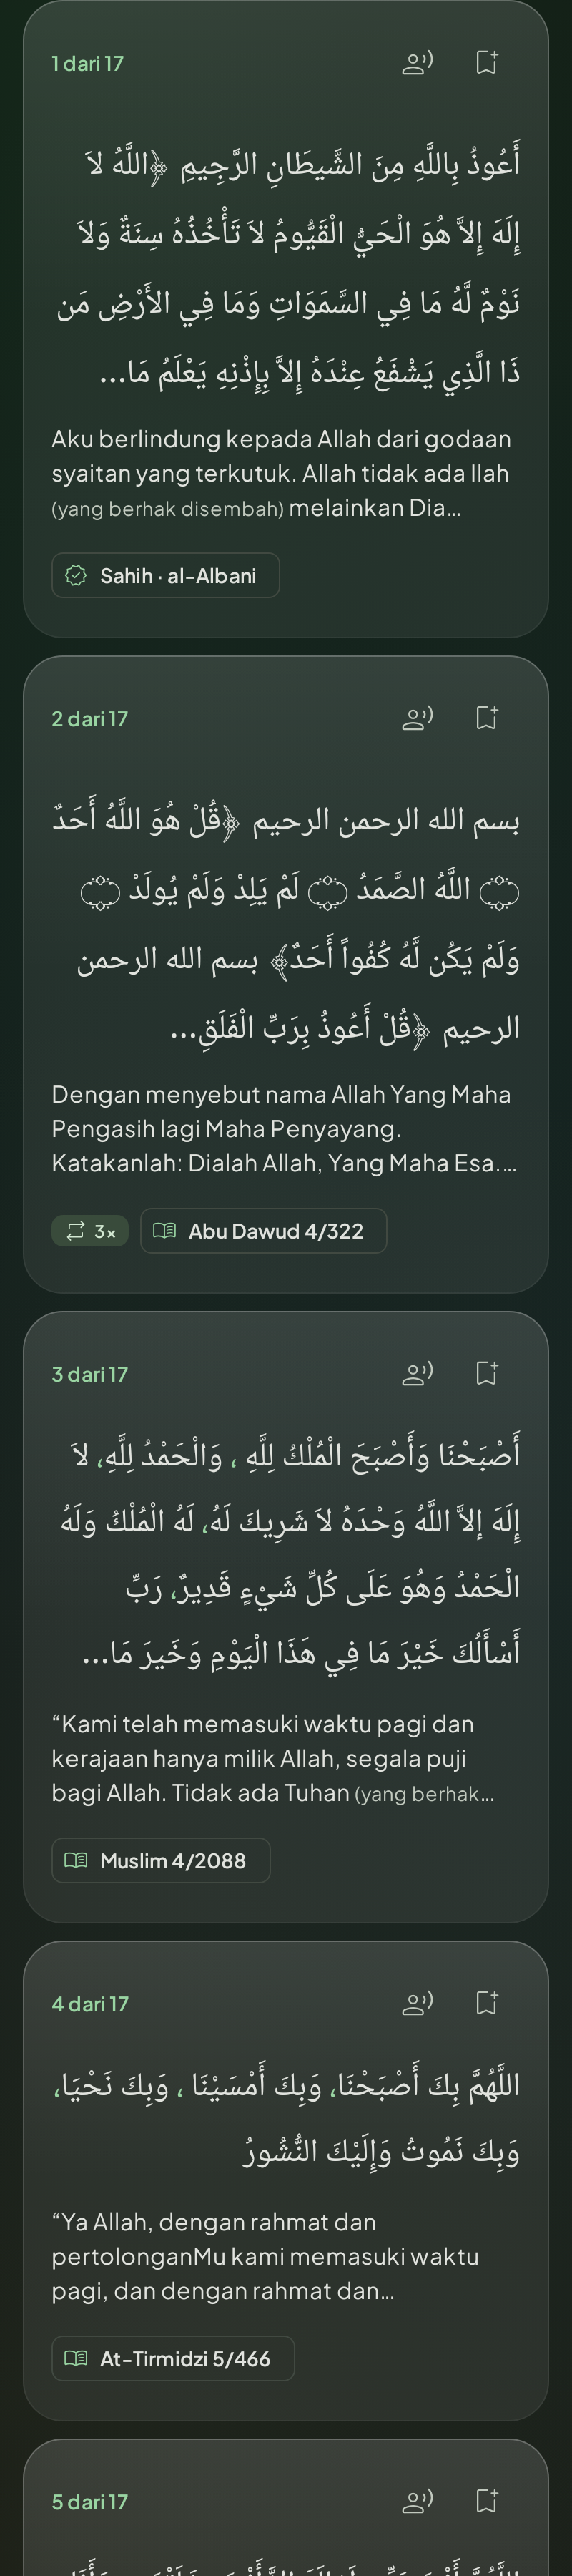 1 dari 17
أَعُوذُ بِاللَّهِ مِنَ الشَّيطَانِ الرَّجِيمِ ﴿اللَّهُ لاَ
إِلَهَ إِلاَّ هُوَ الْحَيُّ الْقَيُّومُ لاَ تَأْخُذُهُ سِنَةٌ وَلاَ
نَوْمٌ لَّهُ مَا فِي السَّمَوَاتِ وَمَا فِي الأَرْضِ مَن
ذَا الَّذِي يَشْفَعُ عِنْدَهُ إِلاَّ بِإِذْنِهِ يَعْلَمُ مَا...
Aku berlindung kepada Allah dari godaan
syaitan yang terkutuk. Allah tidak ada Ilah
(yang berhak disembah) melainkan Dia...
Sahih · al-Albani
2 dari 17
بسم الله الرحمن الرحيم ﴿قُلْ هُوَ اللَّهُ أَحَدٌ
۝ اللَّهُ الصَّمَدُ ۝ لَمْ يَلِدْ وَلَمْ يُولَدْ ۝
وَلَمْ يَكُن لَّهُ كُفُواً أَحَدٌ﴾ بسم الله الرحمن
الرحيم ﴿قُلْ أَعُوذُ بِرَبِّ الْفَلَقِ...
Dengan menyebut nama Allah Yang Maha
Pengasih lagi Maha Penyayang.
Katakanlah: Dialah Allah, Yang Maha Esa....
3×
Abu Dawud 4/322
3 dari 17
أَصْبَحْنَا وَأَصْبَحَ الْمُلْكُ لِلَّهِ ، وَالْحَمْدُ لِلَّهِ، لاَ
إِلَهَ إلاَّ اللَّهُ وَحْدَهُ لاَ شَرِيكَ لَهُ، لَهُ الْمُلْكُ وَلَهُ
الْحَمْدُ وَهُوَ عَلَى كُلِّ شَيْءٍ قَدِيرٌ، رَبِّ
أَسْأَلُكَ خَيْرَ مَا فِي هَذَا الْيَوْمِ وَخَيرَ مَا...
“Kami telah memasuki waktu pagi dan
kerajaan hanya milik Allah, segala puji
bagi Allah. Tidak ada Tuhan (yang berhak...
Muslim 4/2088
4 dari 17
اللَّهُمَّ بِكَ أَصْبَحْنَا، وَبِكَ أَمْسَيْنَا ، وَبِكَ نَحْيَا،
وَبِكَ نَمُوتُ وَإِلَيْكَ النُّشُورُ
“Ya Allah, dengan rahmat dan
pertolonganMu kami memasuki waktu
pagi, dan dengan rahmat dan...
At-Tirmidzi 5/466
5 dari 17